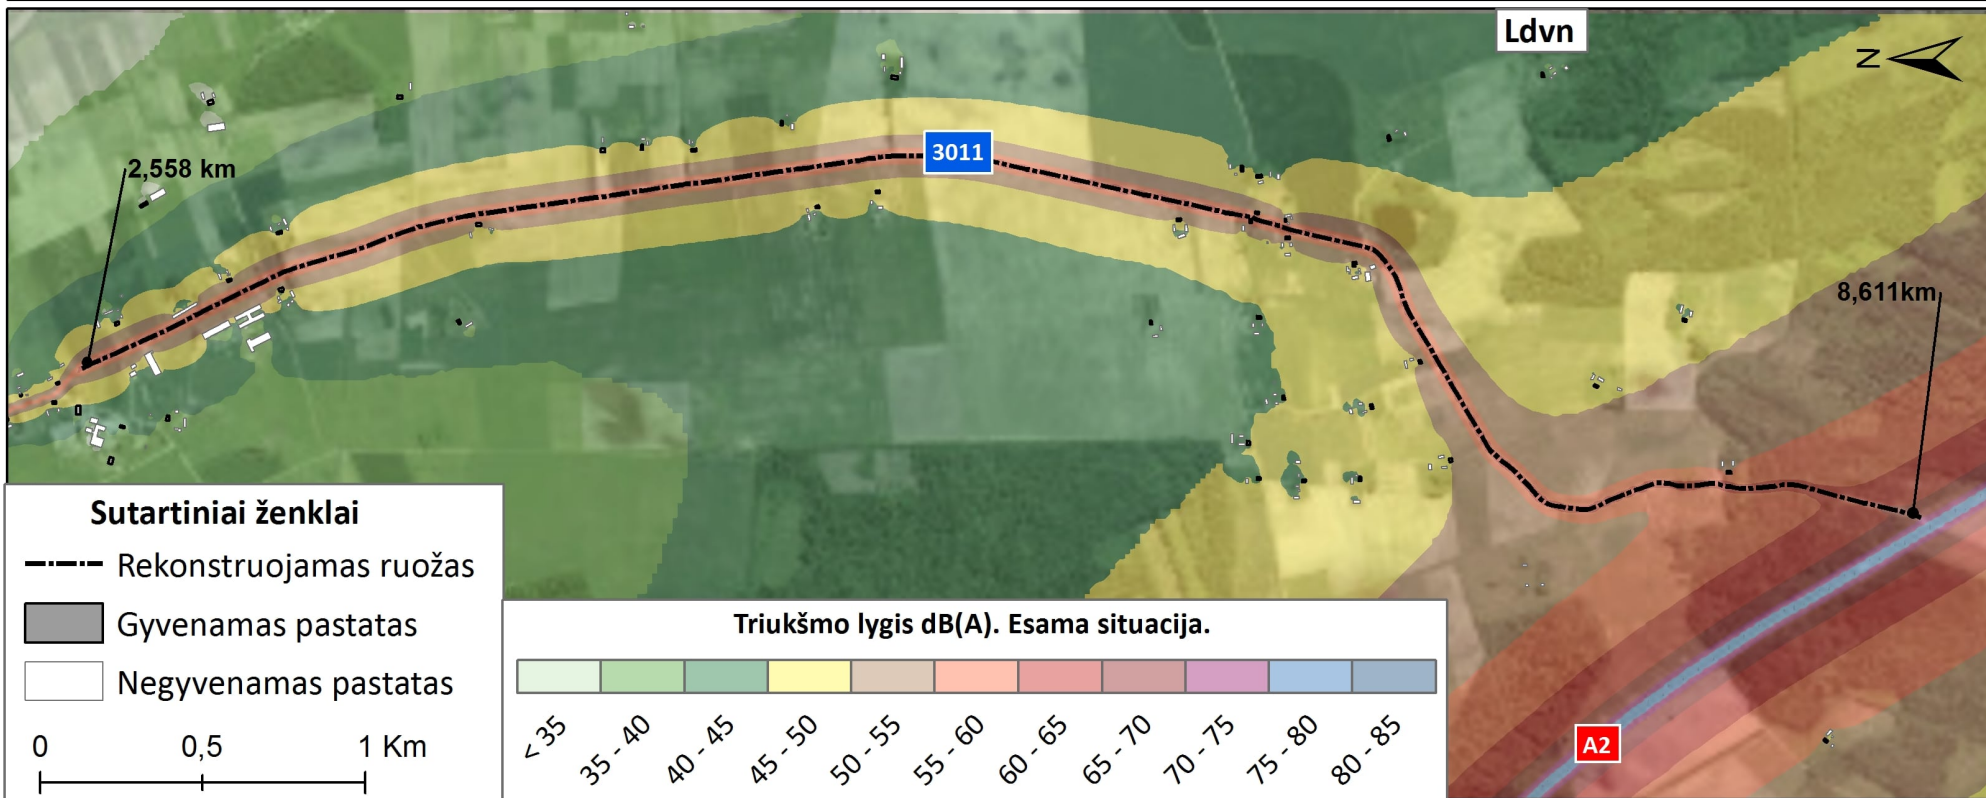 Ldvn
N
3011
2,558 km
8,611km
Sutartiniai ženklai
Rekonstruojamas ruožas
Gyvenamas pastatas
Negyvenamas pastatas
0 0,5 1 Km
Triukšmo lygis dB(A). Esama situacija.
< 35 35 - 40 40 - 45 45 - 50 50 - 55 55 - 60 60 - 65 65 - 70 70 - 75 75 - 80 80 - 85
A2